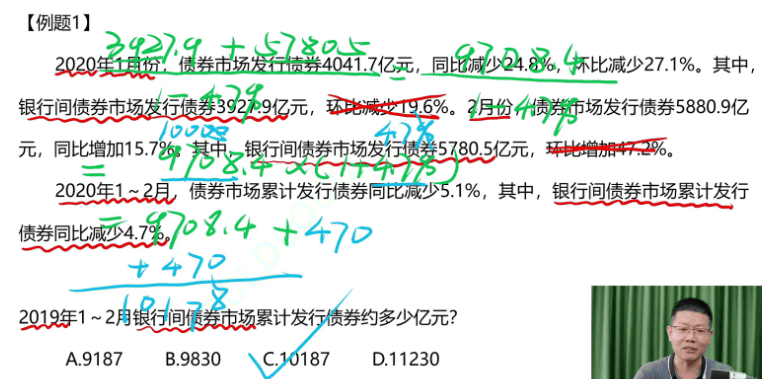 【例题1】
3927.9 + 5780.5
2020年1月份，债券市场发行债券4041.7亿元，同比减少24.8%，环比减少27.1%。其中，
= 9708.4
银行间债券市场发行债券3927.9亿元，环比减少19.6%。2月份，债券市场发行债券5880.9亿
1-4.7%
1-4.7%
元，同比增加15.7%。其中，银行间债券市场发行债券5780.5亿元，环比增加47.2%。
4.7%
= 9708.4 ×(1+4.7%)
2020年1～2月，债券市场累计发行债券同比减少5.1%，其中，银行间债券市场累计发行
债券同比减少4.7%。
= 9708.4 + 470
+ 470
10178
2019年1～2月银行间债券市场累计发行债券约多少亿元？
A.9187 B.9830 C.10187 D.11230